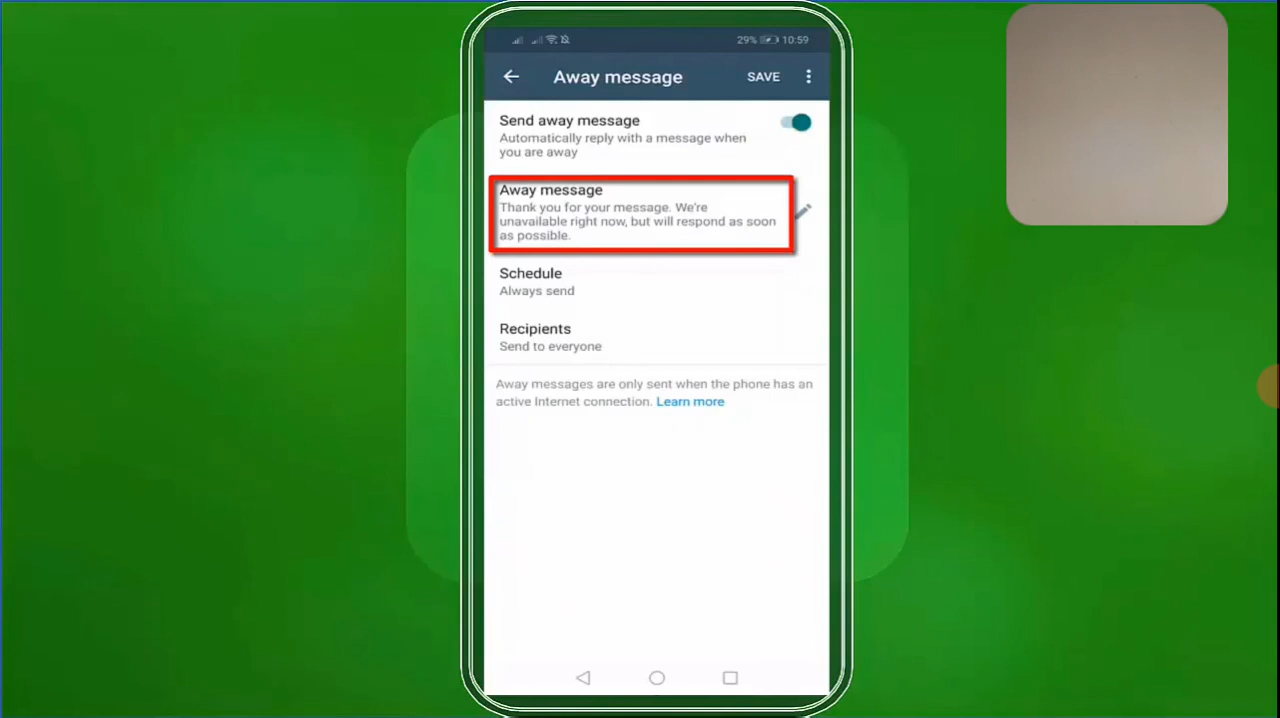 29% 10:59
Away message SAVE
Send away message
Automatically reply with a message when
you are away
Away message
Thank you for your message. We're
unavailable right now, but will respond as soon
as possible.
Schedule
Always send
Recipients
Send to everyone
Away messages are only sent when the phone has an
active Internet connection. Learn more